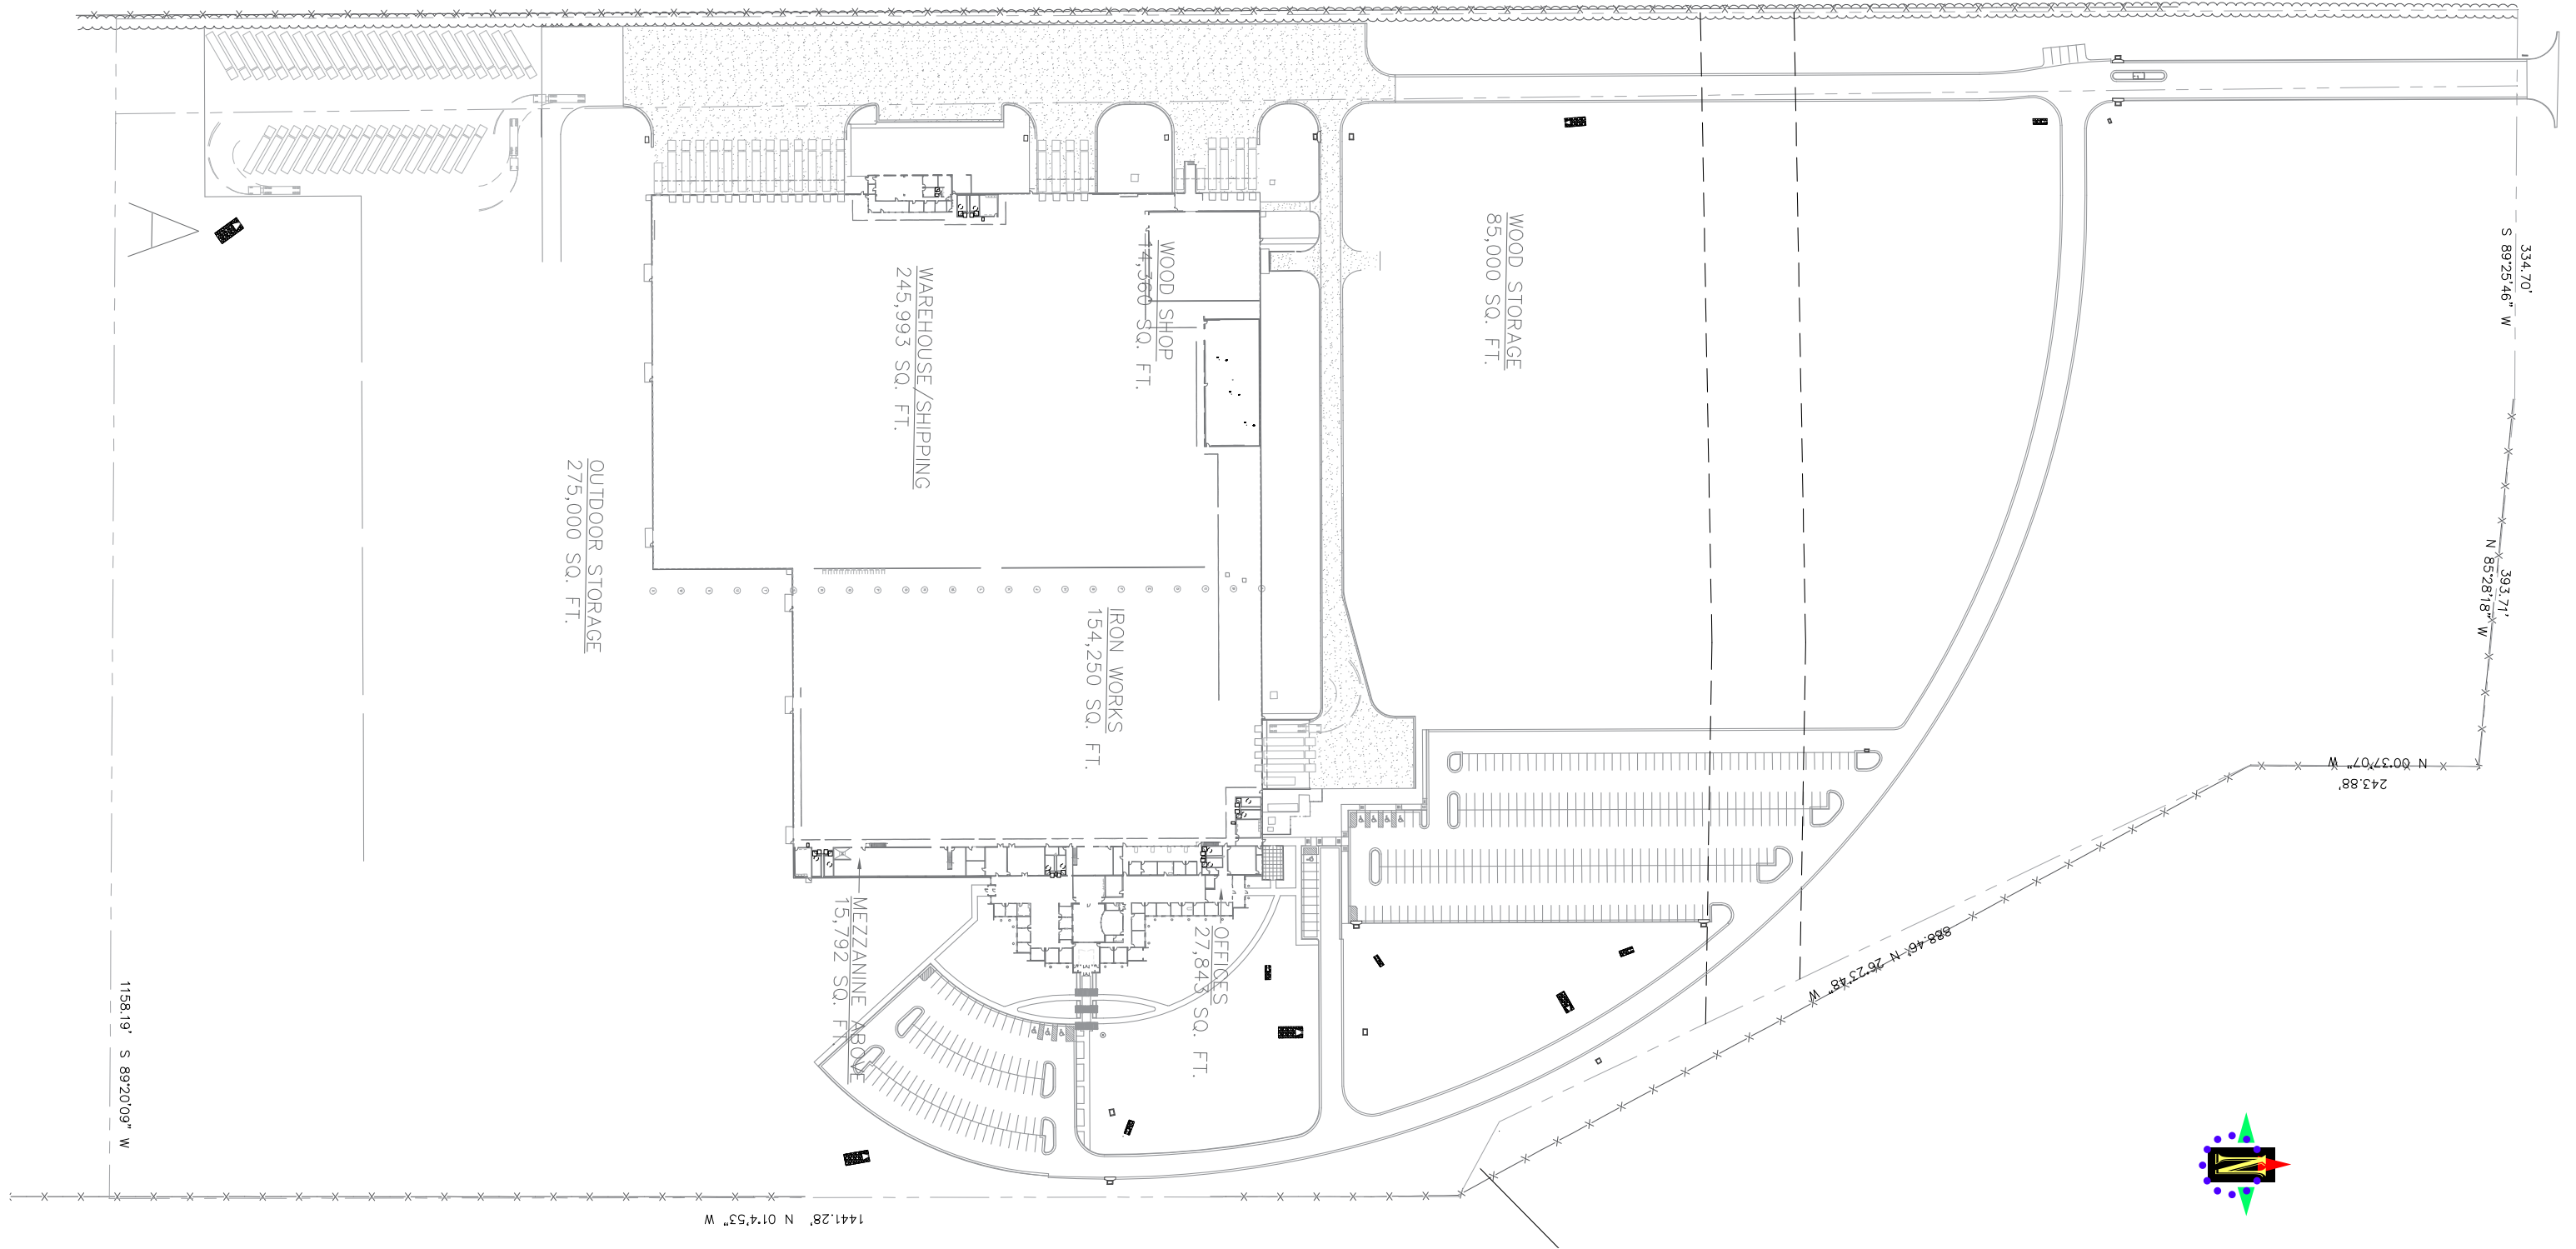 334.70'
S 89°25'46" W
WOOD STORAGE
85,000 SQ. FT.
WOOD SHOP
14,360 SQ. FT.
WAREHOUSE/SHIPPING
245,993 SQ. FT.
OUTDOOR STORAGE
275,000 SQ. FT.
393.71'
N 85°28'18" W
IRON WORKS
154,250 SQ. FT.
N 00°37'07" W
243.88'
MEZZANINE ABOVE
15,792 SQ. FT.
OFFICES
27,843 SQ. FT.
888.46' N 26°23'48" W
1158.19' S 89°20'09" W
1441.28' N 01°4'53" W
N